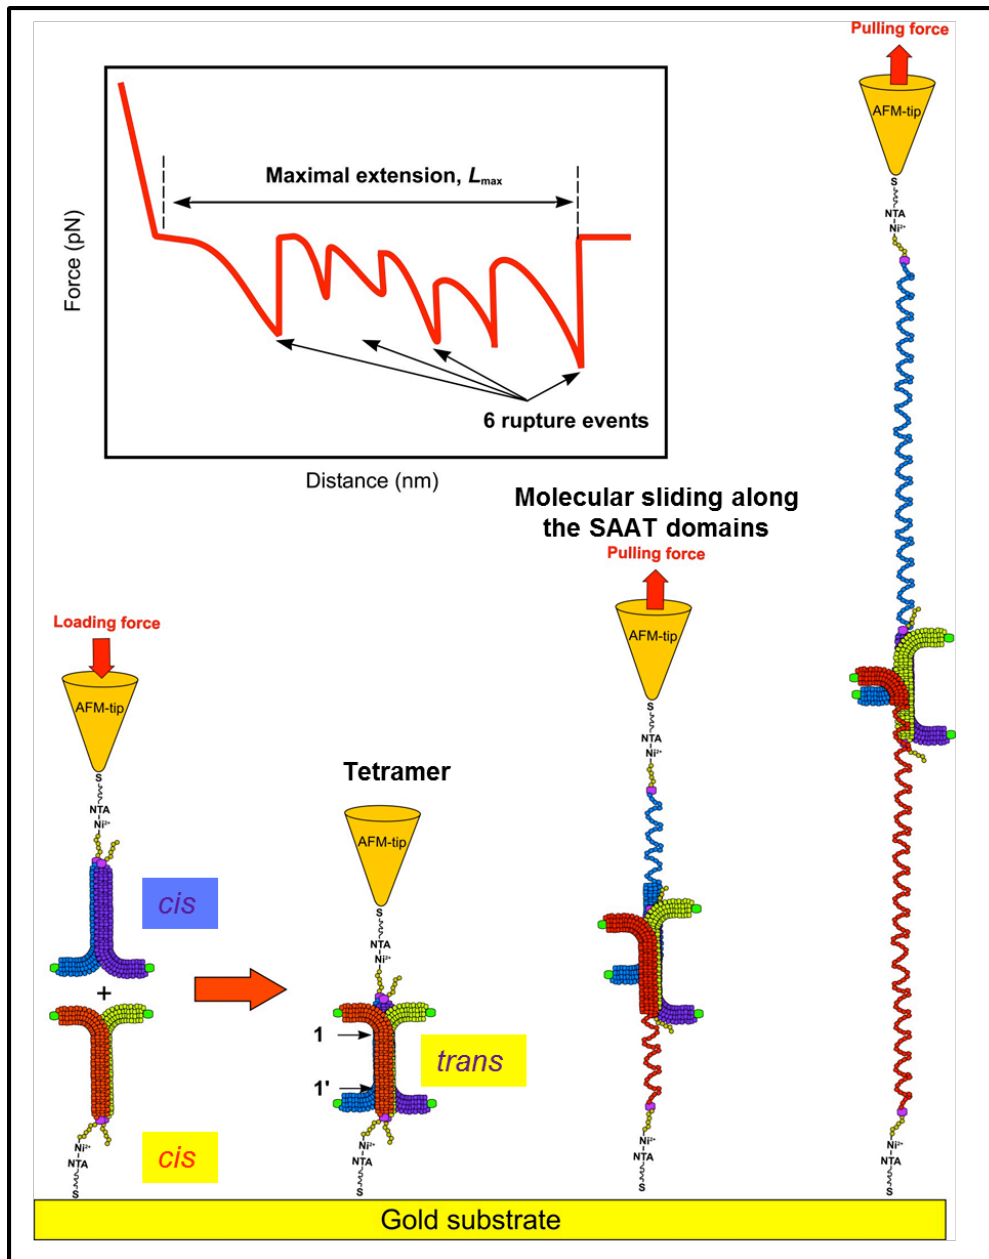 Pulling force
AFM-tip
S
NTA
Ni²⁺
Maximal extension, Lmax
Force (pN)
6 rupture events
Distance (nm)
Molecular sliding along
the SAAT domains
Pulling force
AFM-tip
S
NTA
Ni²⁺
Loading force
AFM-tip
S
NTA
Ni²⁺
Tetramer
AFM-tip
S
NTA
Ni²⁺
cis
+
1
trans
1'
cis
Ni²⁺
NTA
S
Ni²⁺
NTA
S
Ni²⁺
NTA
S
Ni²⁺
NTA
S
Gold substrate